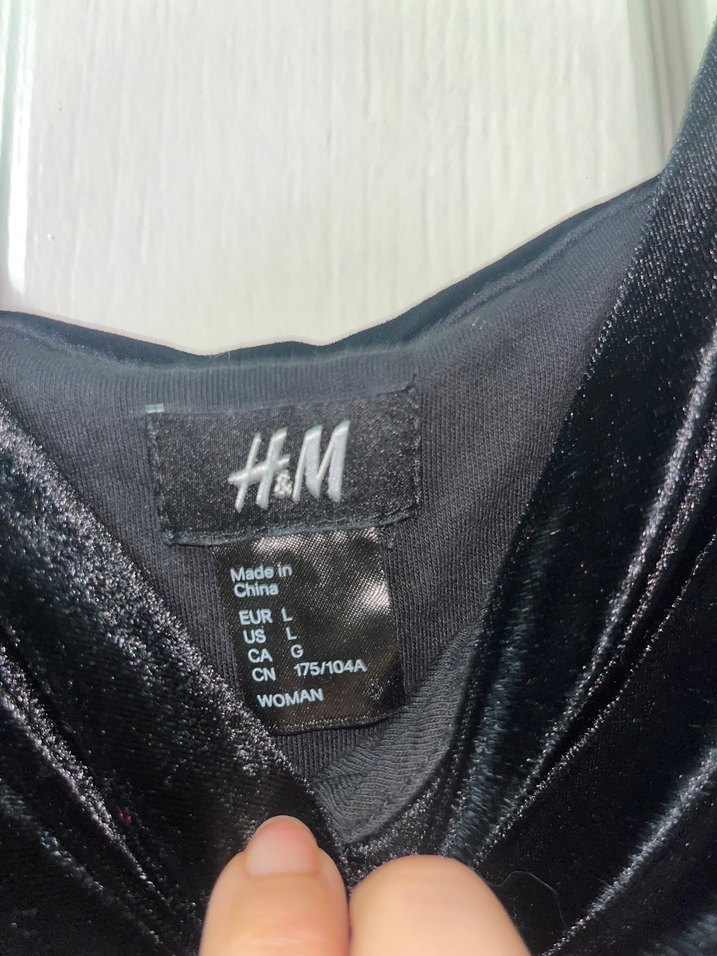 H&M
Made in
China
EUR L
US L
CA G
CN 175/104A
WOMAN